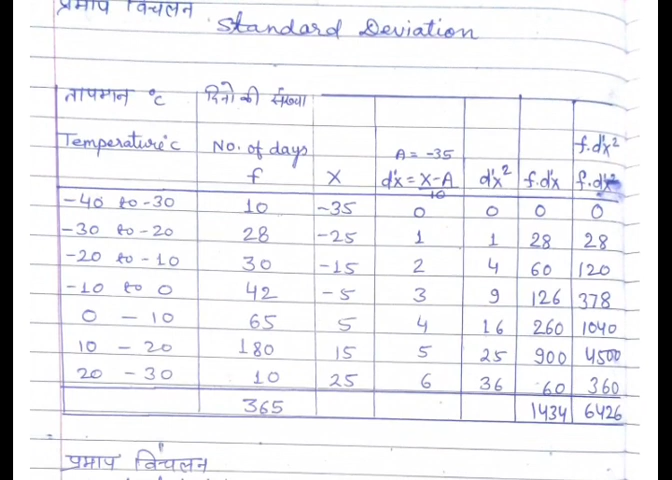 प्रमाप विचलन Standard Deviation
तापमान °C दिनो की संख्या
f.d'x²
Temperature°C No. of days A = -35
f X d'x = X-A/10 d'x² f.d'x f.d'x²
-40 to -30 10 -35 0 0 0 0
-30 to -20 28 -25 1 1 28 28
-20 to -10 30 -15 2 4 60 120
-10 to 0 42 -5 3 9 126 378
0 - 10 65 5 4 16 260 1040
10 - 20 180 15 5 25 900 4500
20 - 30 10 25 6 36 60 360
365 1434 6426
प्रमाप विचलन